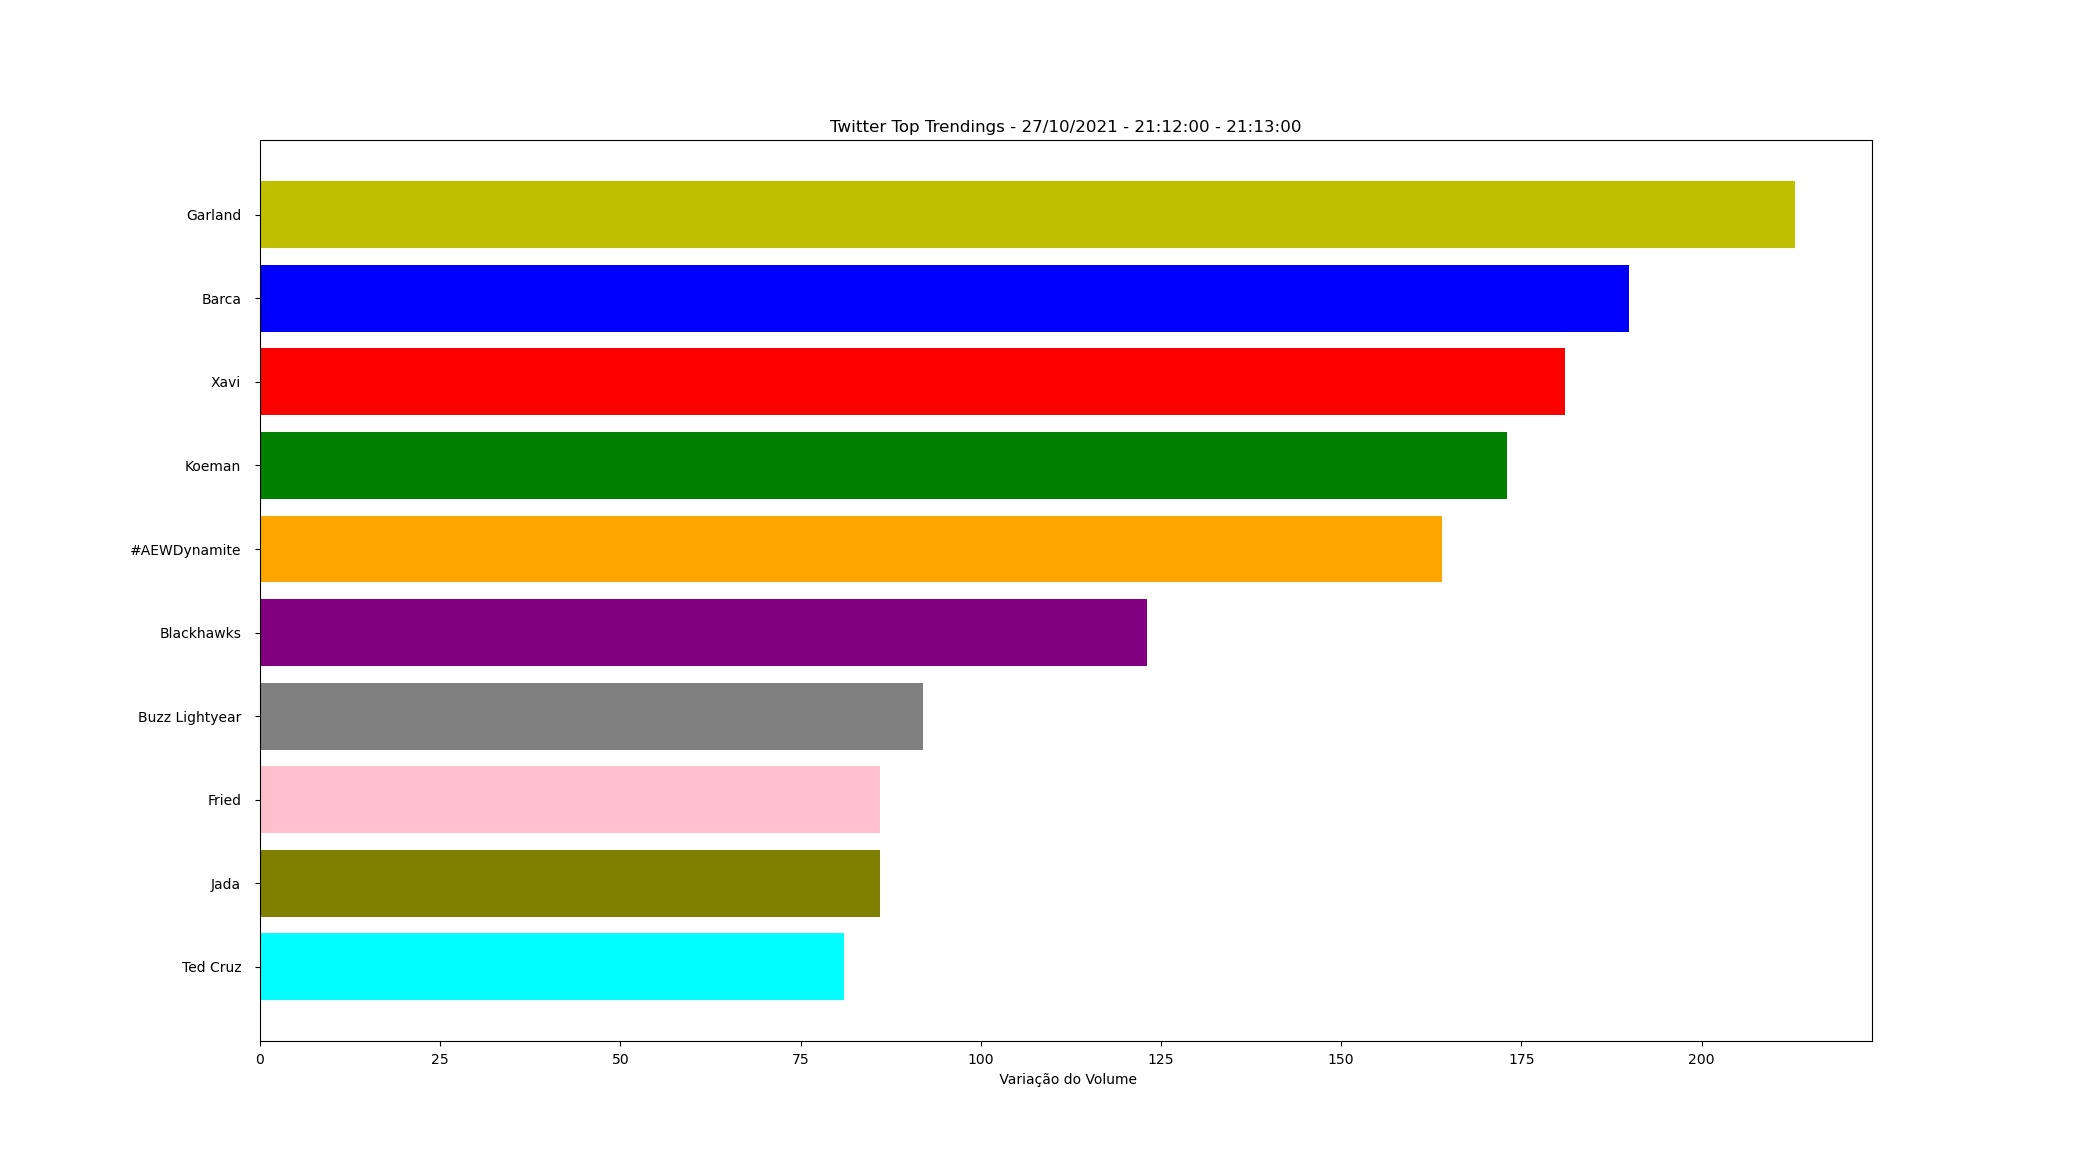 Twitter Top Trendings - 27/10/2021 - 21:12:00 - 21:13:00
Garland
Barca
Xavi
Koeman
#AEWDynamite
Blackhawks
Buzz Lightyear
Fried
Jada
Ted Cruz
0 25 50 75 100 125 150 175 200
Variação do Volume